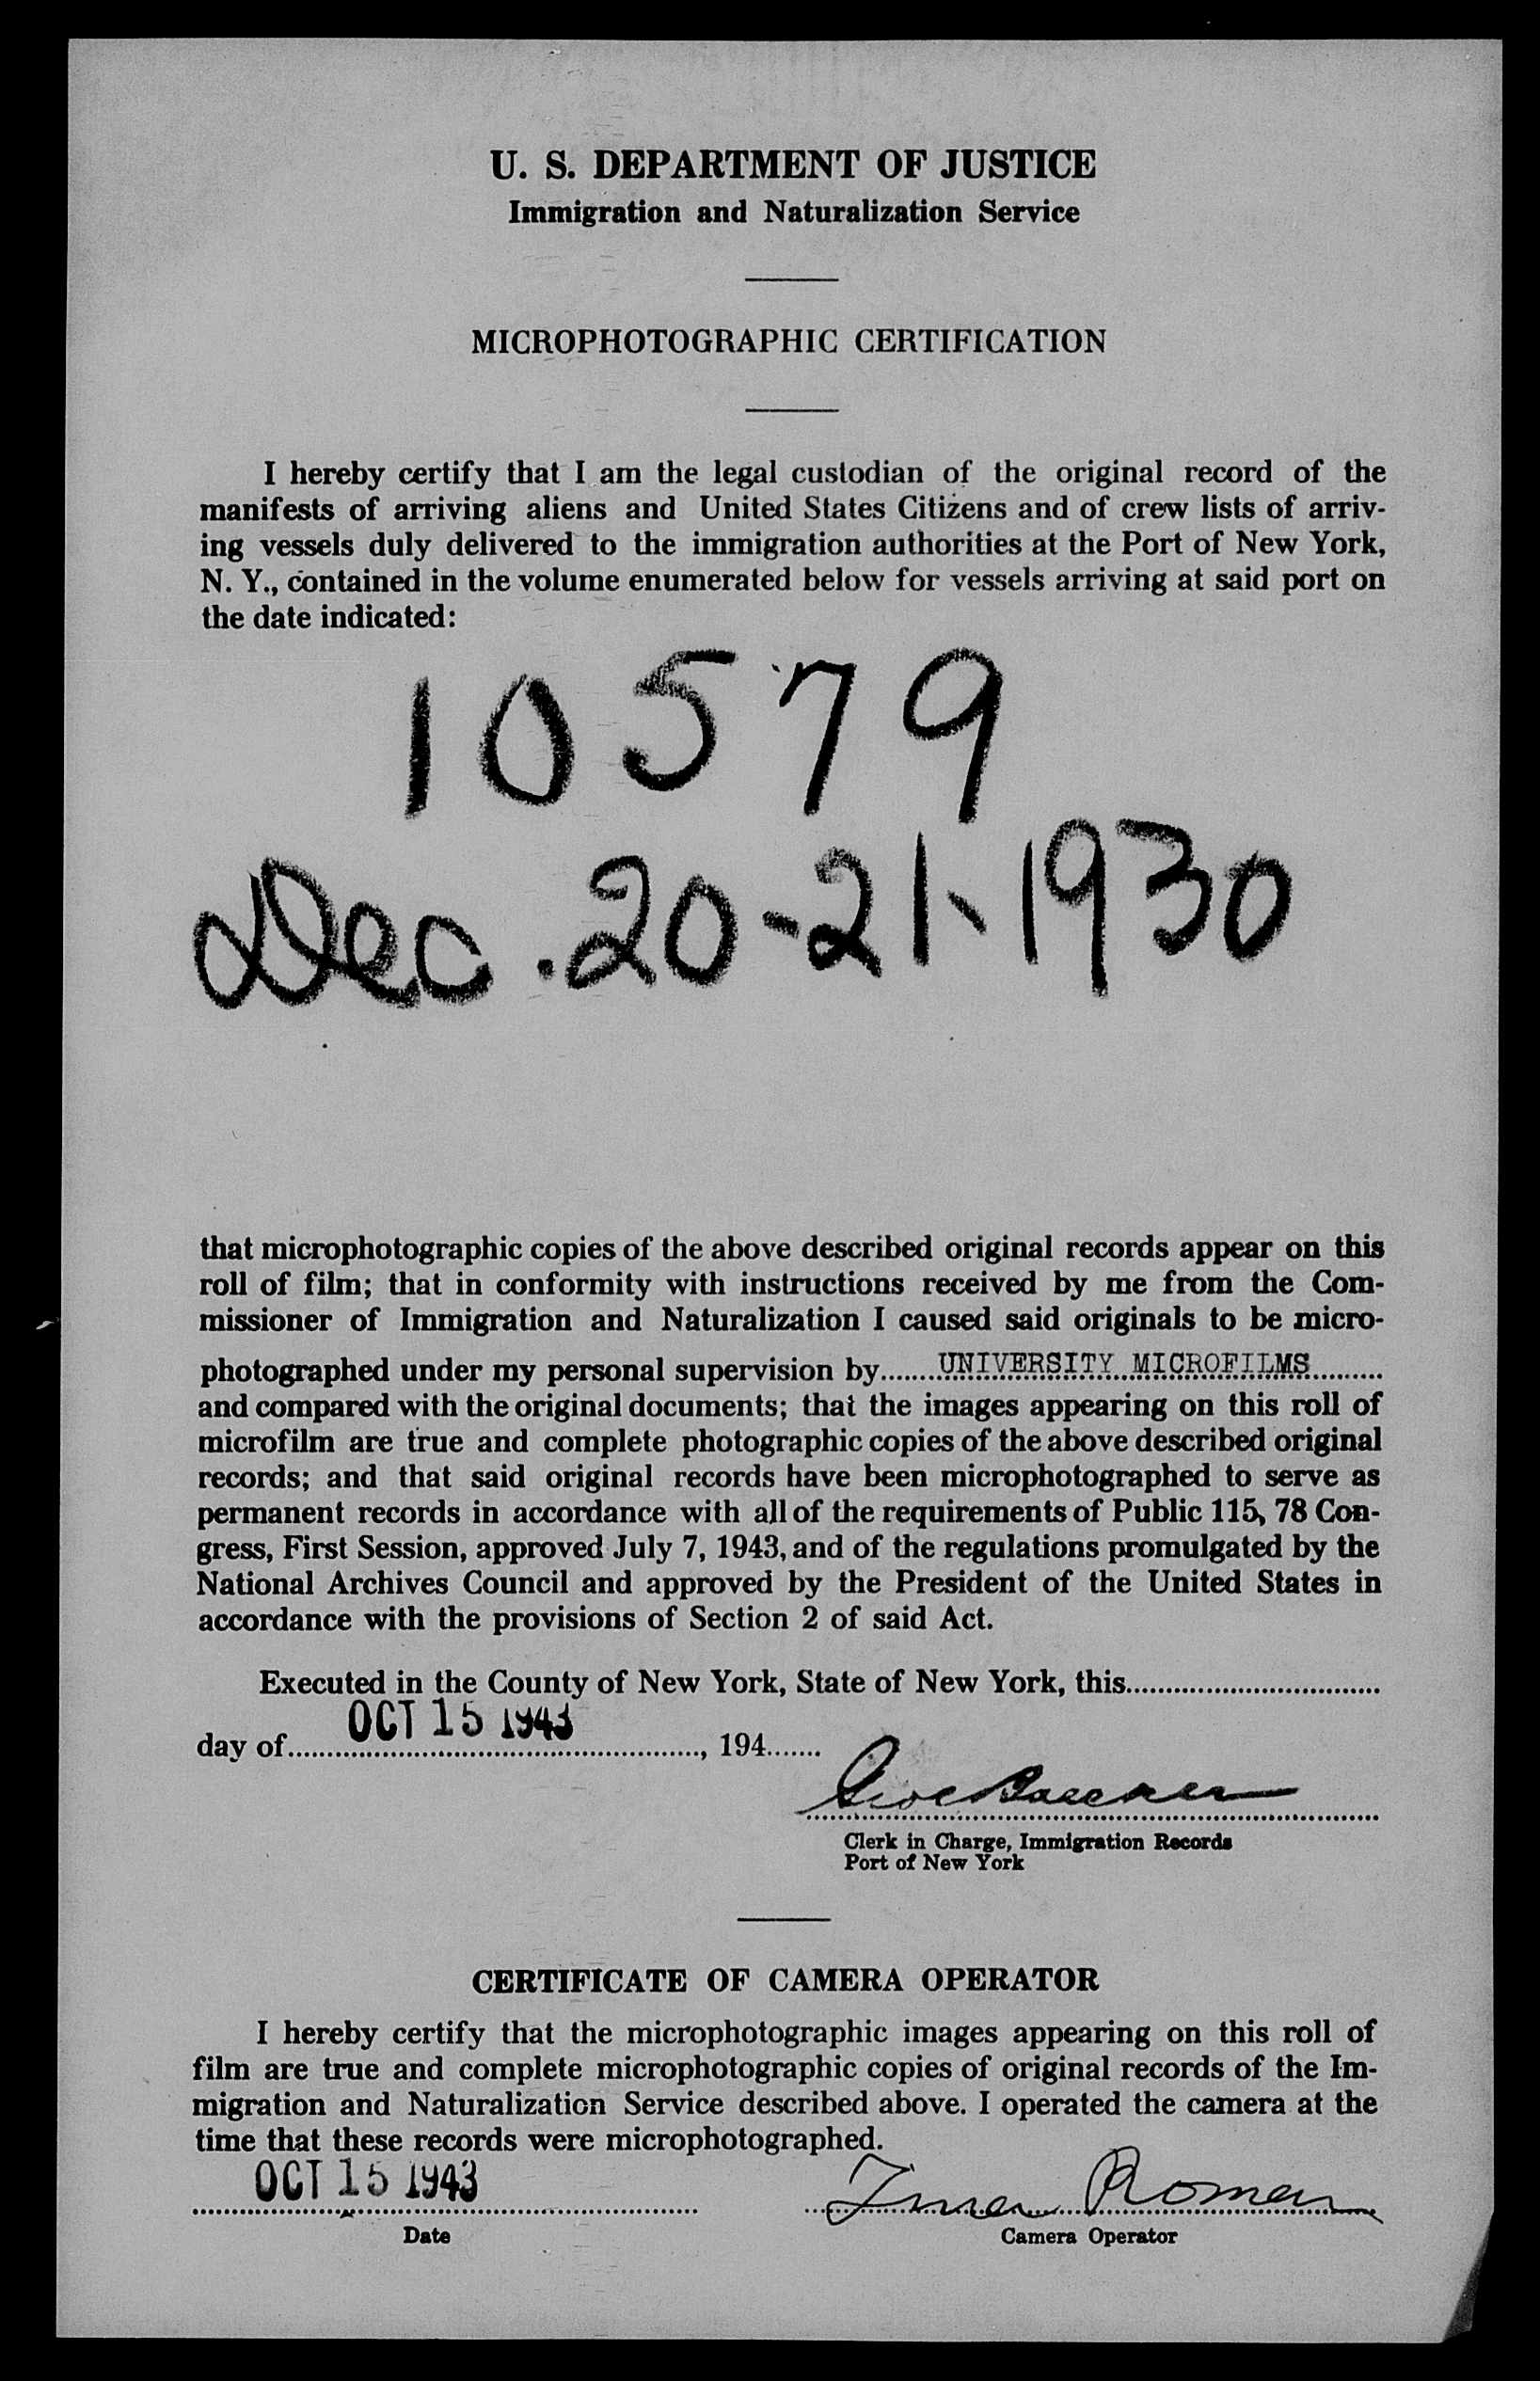 U. S. DEPARTMENT OF JUSTICE
Immigration and Naturalization Service
MICROPHOTOGRAPHIC CERTIFICATION
I hereby certify that I am the legal custodian of the original record of the
manifests of arriving aliens and United States Citizens and of crew lists of arriv-
ing vessels duly delivered to the immigration authorities at the Port of New York,
N. Y., contained in the volume enumerated below for vessels arriving at said port on
the date indicated:
10579
Dec. 20-21-1930
that microphotographic copies of the above described original records appear on this
roll of film; that in conformity with instructions received by me from the Com-
missioner of Immigration and Naturalization I caused said originals to be micro-
photographed under my personal supervision by........UNIVERSITY MICROFILMS..........
and compared with the original documents; that the images appearing on this roll of
microfilm are true and complete photographic copies of the above described original
records; and that said original records have been microphotographed to serve as
permanent records in accordance with all of the requirements of Public 115, 78 Con-
gress, First Session, approved July 7, 1943, and of the regulations promulgated by the
National Archives Council and approved by the President of the United States in
accordance with the provisions of Section 2 of said Act.
Executed in the County of New York, State of New York, this................................
day of OCT 15 1943, 194.......
Clerk in Charge, Immigration Records
Port of New York
CERTIFICATE OF CAMERA OPERATOR
I hereby certify that the microphotographic images appearing on this roll of
film are true and complete microphotographic copies of original records of the Im-
migration and Naturalization Service described above. I operated the camera at the
time that these records were microphotographed.
OCT 15 1943 Roman
Date Camera Operator